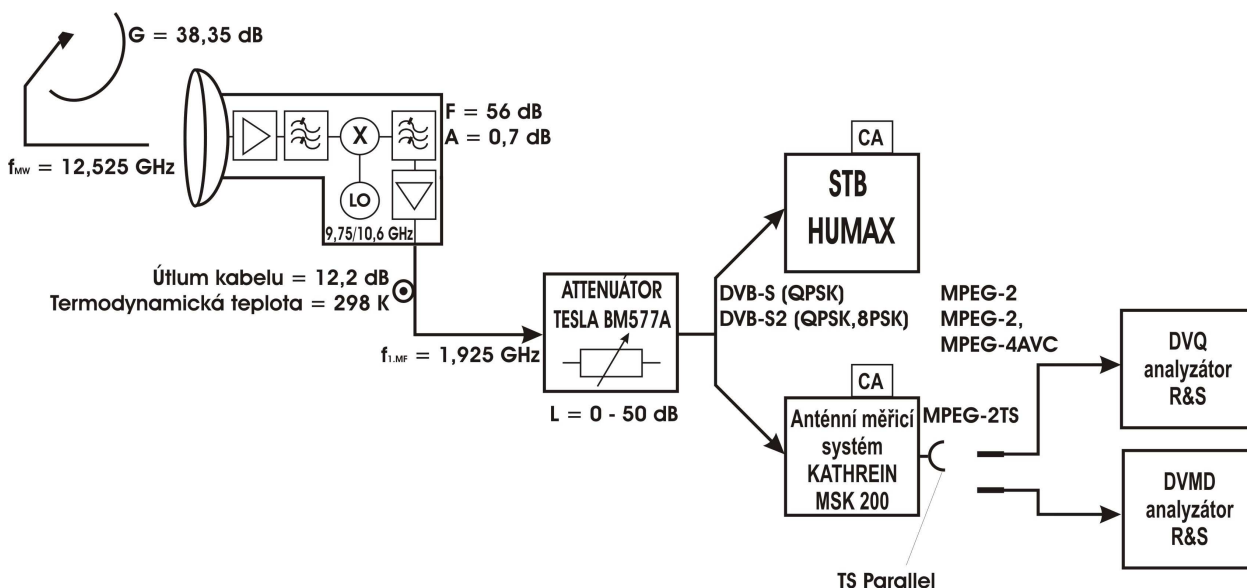 G = 38,35 dB
fMW = 12,525 GHz
F = 56 dB
A = 0,7 dB
X
LO
9,75/10,6 GHz
Útlum kabelu = 12,2 dB
Termodynamická teplota = 298 K
f1.MF = 1,925 GHz
ATTENUÁTOR
TESLA BM577A
L = 0 - 50 dB
CA
STB
HUMAX
DVB-S (QPSK)
DVB-S2 (QPSK,8PSK)
MPEG-2
MPEG-2,
MPEG-4AVC
CA
Anténní měřicí
systém
KATHREIN
MSK 200
MPEG-2TS
TS Parallel
DVQ
analyzátor
R&S
DVMD
analyzátor
R&S